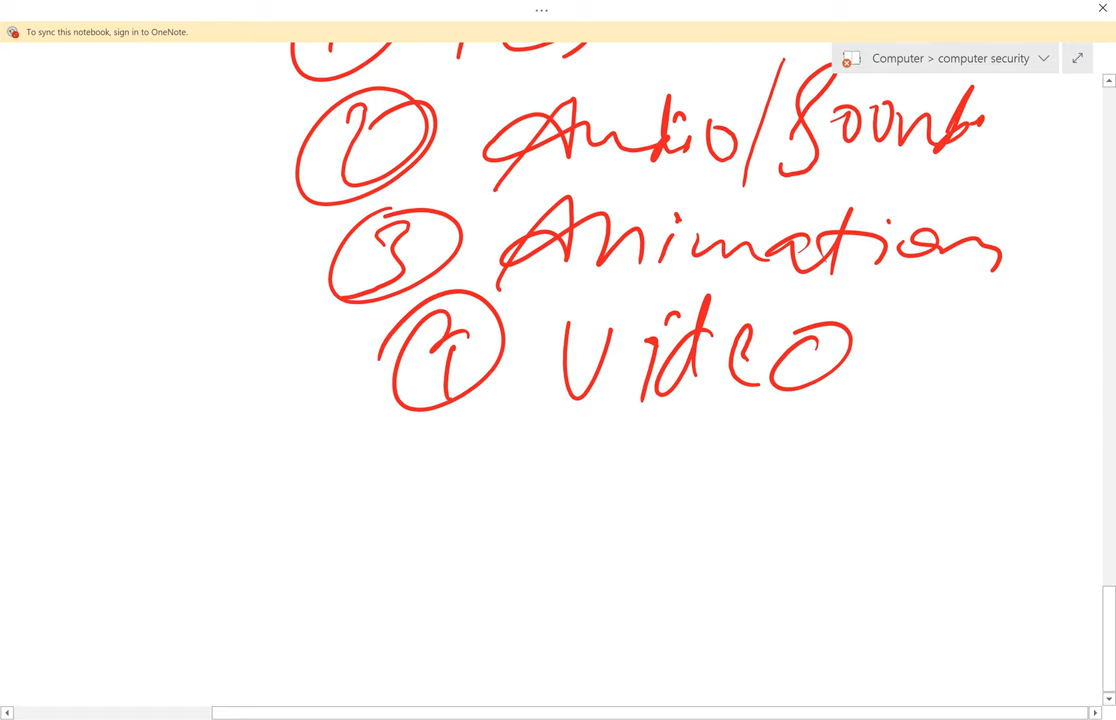 To sync this notebook, sign in to OneNote.
Computer > computer security
② Audio/Sound
③ Animation
④ Video